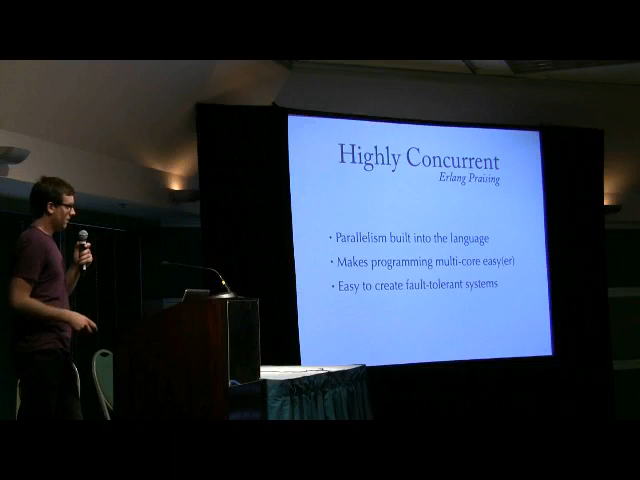 Highly Concurrent
Erlang Praising
• Parallelism built into the language
• Makes programming multi-core easy(er)
• Easy to create fault-tolerant systems